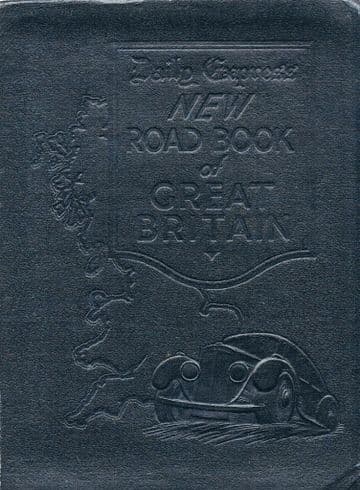 Daily Express
NEW
ROAD BOOK
of
GREAT
BRITAIN